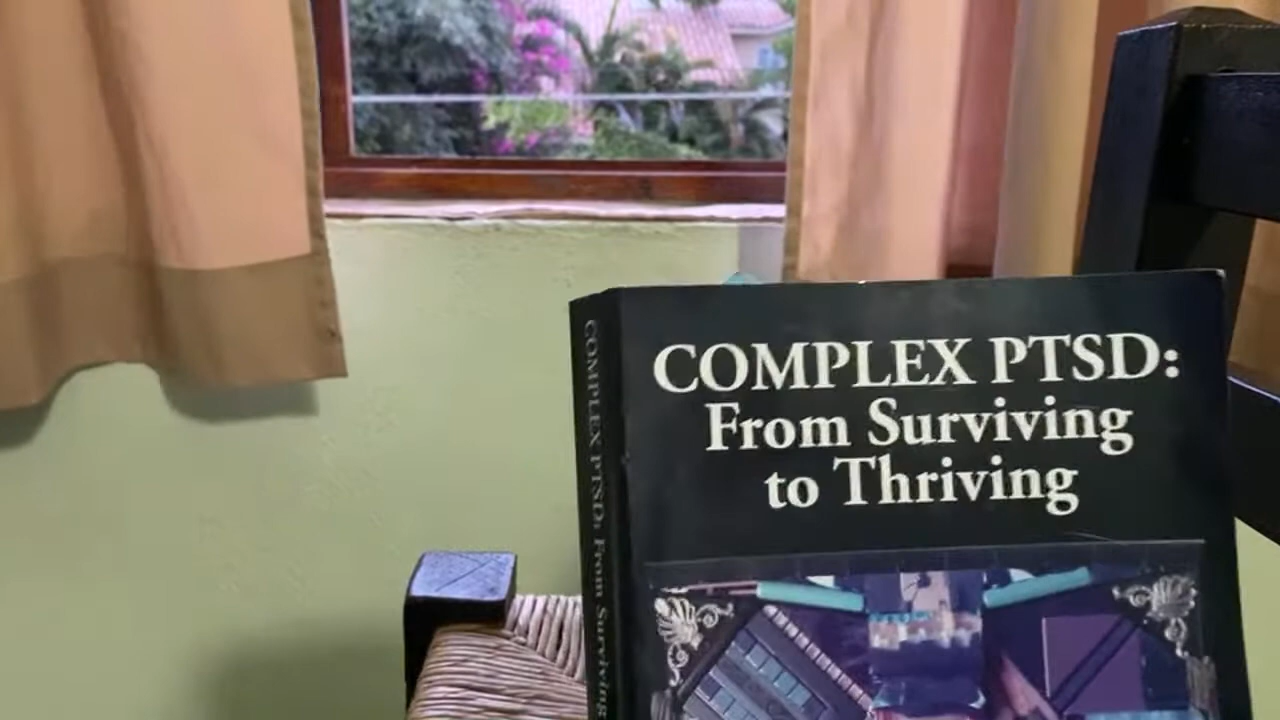 COMPLEX PTSD:
From Surviving
to Thriving
COMPLEX PTSD: From Surviving